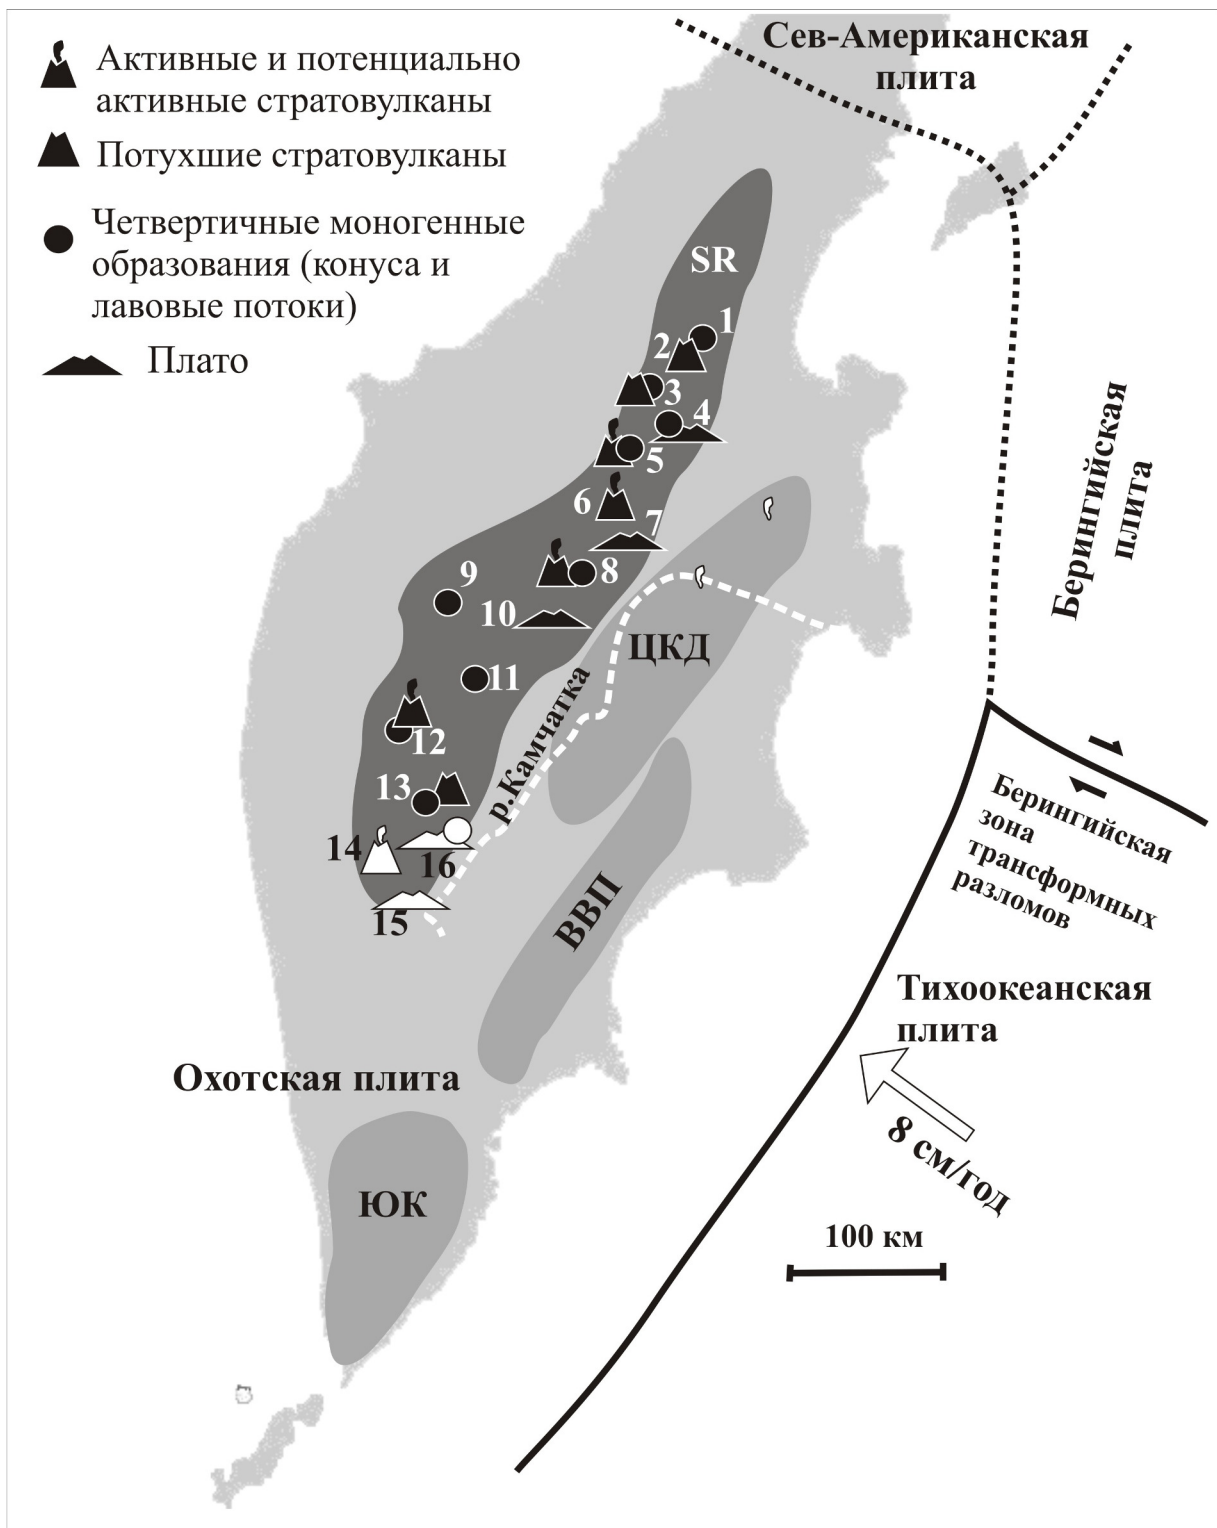 Активные и потенциально
активные стратовулканы
Потухшие стратовулканы
Четвертичные моногенные
образования (конуса и
лавовые потоки)
Плато
Сев-Американская
плита
SR
1
2
3
4
5
6
7
8
9
10
11
12
13
14
16
15
ЦКД
р.Камчатка
ВВП
Берингийская
плита
Берингийская
зона
трансформных
разломов
Тихоокеанская
плита
8 см/год
Охотская плита
ЮК
100 км